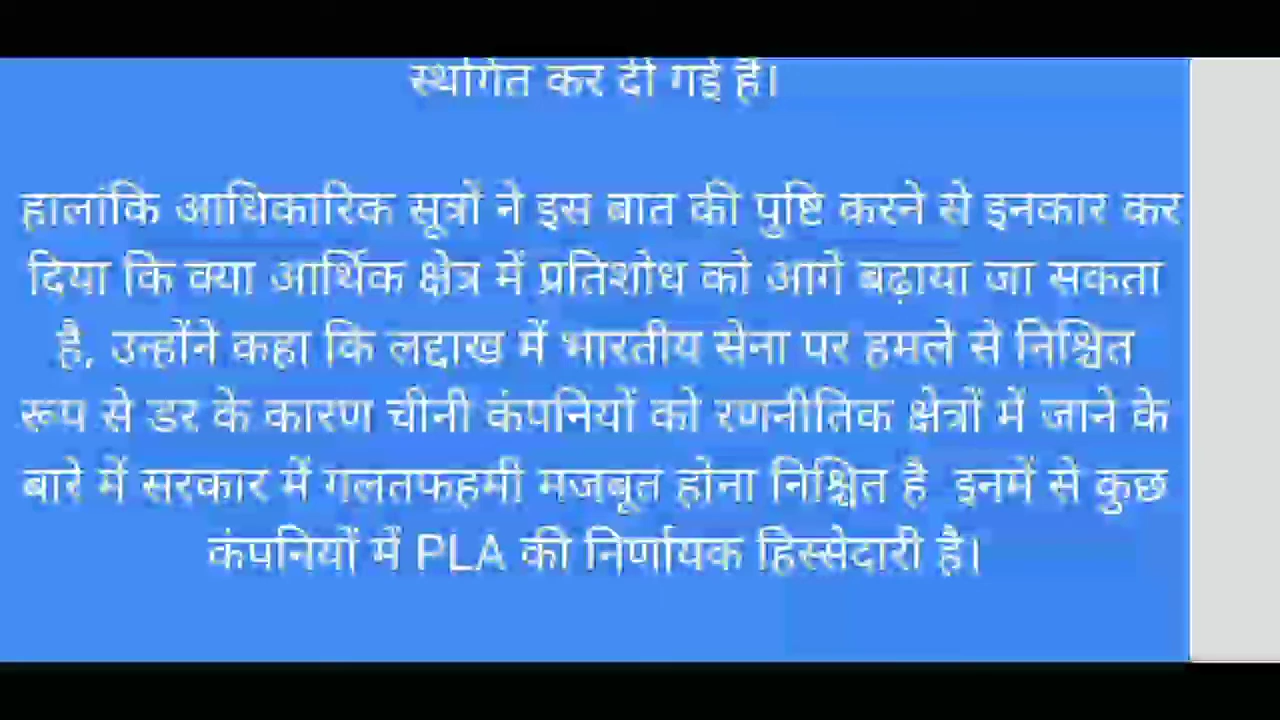 स्थगित कर दी गई है।
हालांकि आधिकारिक सूत्रों ने इस बात की पुष्टि करने से इनकार कर
दिया कि क्या आर्थिक क्षेत्र में प्रतिशोध को आगे बढ़ाया जा सकता
है, उन्होंने कहा कि लद्दाख में भारतीय सेना पर हमले से निश्चित
रूप से डर के कारण चीनी कंपनियों को रणनीतिक क्षेत्रों में जाने के
बारे में सरकार में गलतफहमी मजबूत होना निश्चित है इनमें से कुछ
कंपनियों में PLA की निर्णायक हिस्सेदारी है।